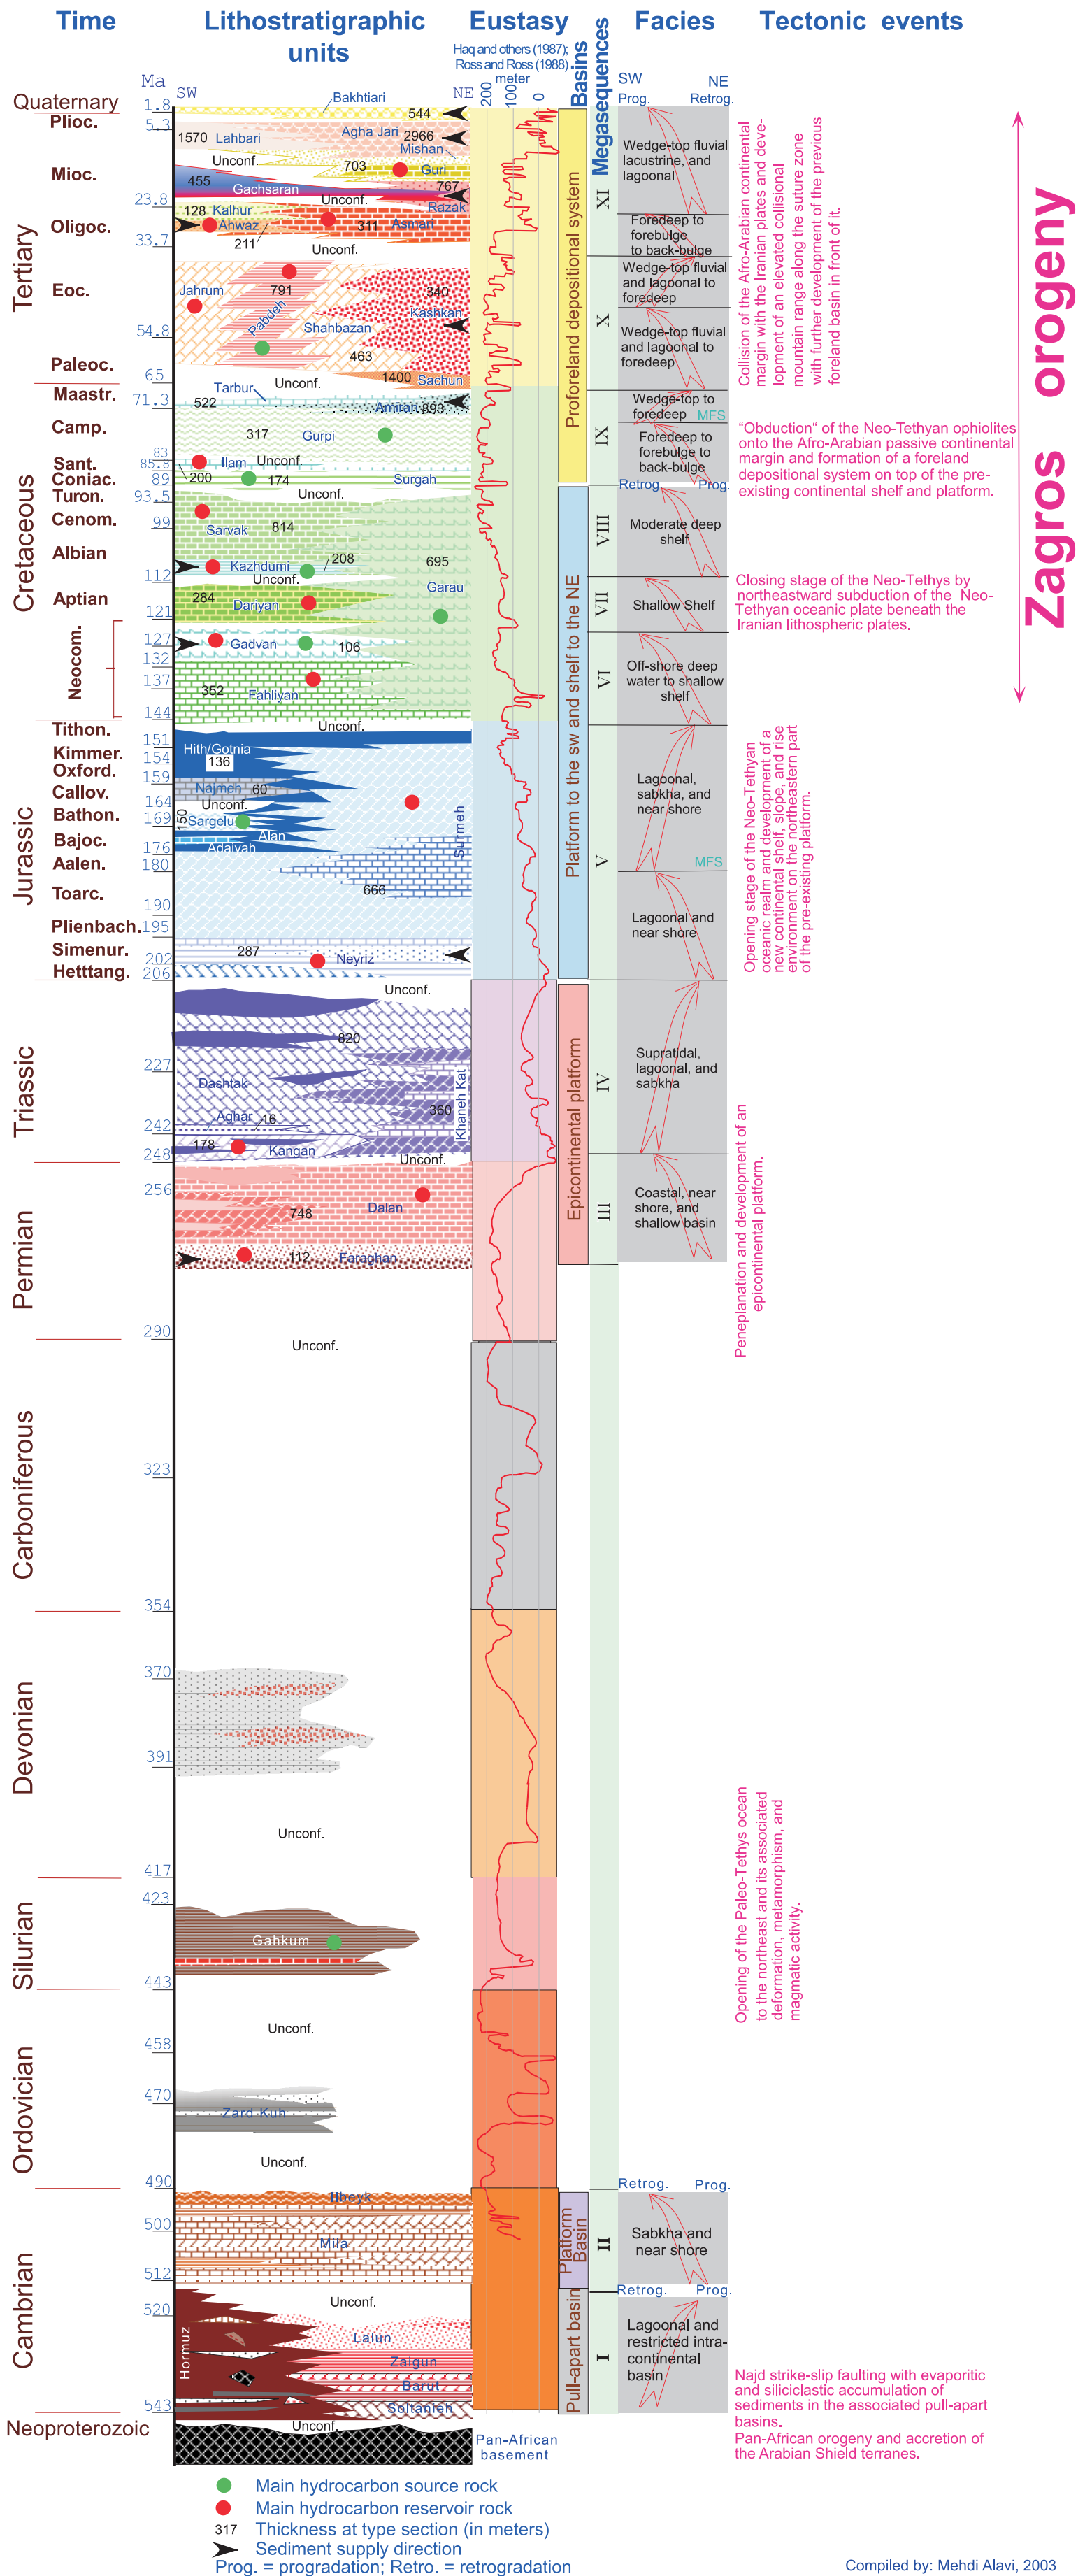 Time
Lithostratigraphic
units
Eustasy
Haq and others (1987);
Ross and Ross (1988)
meter
200
100
0
Basins
Megasequences
Facies
Tectonic events
Ma
SW
NE
SW
NE
Prog.
Retrog.
Quaternary
1.8
Plioc.
5.3
Mioc.
23.8
Oligoc.
33.7
Tertiary
Eoc.
54.8
Paleoc.
65
Maastr.
71.3
Camp.
83
Sant.
85.8
Coniac.
89
Turon.
93.5
Cenom.
99
Albian
112
Cretaceous
Aptian
121
Neocom.
127
132
137
144
Tithon.
151
Kimmer.
154
Oxford.
159
Callov.
164
Bathon.
169
Bajoc.
176
Aalen.
180
Jurassic
Toarc.
190
Plienbach.
195
Simenur.
202
Hetttang.
206
Triassic
227
242
248
256
Permian
290
Carboniferous
323
354
370
Devonian
391
417
423
Silurian
443
458
Ordovician
470
490
500
512
Cambrian
520
543
Neoproterozoic
Bakhtiari
544
1570 Lahbari
Agha Jari 2966
Mishan
Unconf.
703
Guri
455
Gachsaran
767
Unconf.
Razak
128 Kalhur
Ahwaz
311 Asmari
211
Unconf.
Jahrum
791
340
Pabdeh
Kashkan
Shahbazan
463
1400 Sachun
Unconf.
Tarbur
522
Amiran 898
317
Gurpi
Ilam
Unconf.
200
174
Surgah
Unconf.
Sarvak
814
208
695
Kazhdumi
Unconf.
Garau
284
Dariyan
Gadvan
106
352
Fahliyan
Unconf.
Hith/Gotnia
136
Najmeh 60
Unconf.
150
Sargelu
Alan
Adaiyah
Surmeh
666
287
Neyriz
Unconf.
820
Dashtak
Khaneh Kat
360
Aghar 16
178
Kangan
Unconf.
Dalan
748
112
Faraghan
Unconf.
Unconf.
Gahkum
Unconf.
Zard Kuh
Unconf.
Ilbeyk
Mila
Unconf.
Hormuz
Lalun
Zaigun
Barut
Soltanieh
Unconf.
Pan-African
basement
Proforeland depositional system
Platform to the sw and shelf to the NE
Epicontinental platform
Platform
Basin
Pull-apart basin
XI
X
IX
VIII
VII
VI
V
IV
III
II
I
Wedge-top fluvial
lacustrine, and
lagoonal
Foredeep to
forebulge
to back-bulge
Wedge-top fluvial
and lagoonal to
foredeep
Wedge-top fluvial
and lagoonal to
foredeep
Wedge-top to
foredeep
MFS
Foredeep to
forebulge to
back-bulge
Retrog.
Prog.
Moderate deep
shelf
Shallow Shelf
Off-shore deep
water to shallow
shelf
Lagoonal,
sabkha, and
near shore
MFS
Lagoonal and
near shore
Supratidal,
lagoonal, and
sabkha
Coastal, near
shore, and
shallow basin
Retrog.
Prog.
Sabkha and
near shore
Retrog.
Prog.
Lagoonal and
restricted intra-
continental
basin
Collision of the Afro-Arabian continental
margin with the Iranian plates and deve-
lopment of an elevated collisional
mountain range along the suture zone
with further development of the previous
foreland basin in front of it.
"Obduction" of the Neo-Tethyan ophiolites
onto the Afro-Arabian passive continental
margin and formation of a foreland
depositional system on top of the pre-
existing continental shelf and platform.
Closing stage of the Neo-Tethys by
northeastward subduction of the Neo-
Tethyan oceanic plate beneath the
Iranian lithospheric plates.
Zagros orogeny
Opening stage of the Neo-Tethyan
oceanic realm and development of a
new continental shelf, slope, and rise
environment on the northeastern part
of the pre-existing platform.
Peneplanation and development of an
epicontinental platform.
Opening of the Paleo-Tethys ocean
to the northeast and its associated
deformation, metamorphism, and
magmatic activity.
Najd strike-slip faulting with evaporitic
and siliciclastic accumulation of
sediments in the associated pull-apart
basins.
Pan-African orogeny and accretion of
the Arabian Shield terranes.
Main hydrocarbon source rock
Main hydrocarbon reservoir rock
317 Thickness at type section (in meters)
Sediment supply direction
Prog. = progradation; Retro. = retrogradation
Compiled by: Mehdi Alavi, 2003